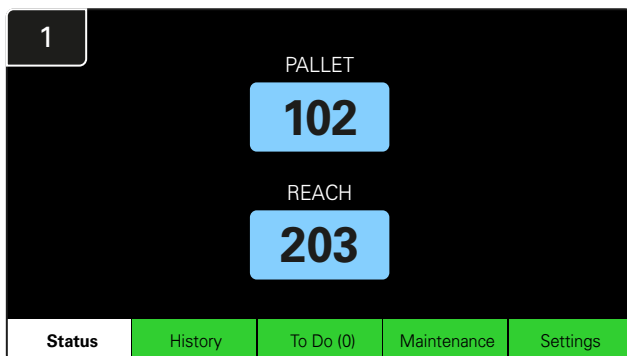 1
PALLET
102
REACH
203
Status History To Do (0) Maintenance Settings